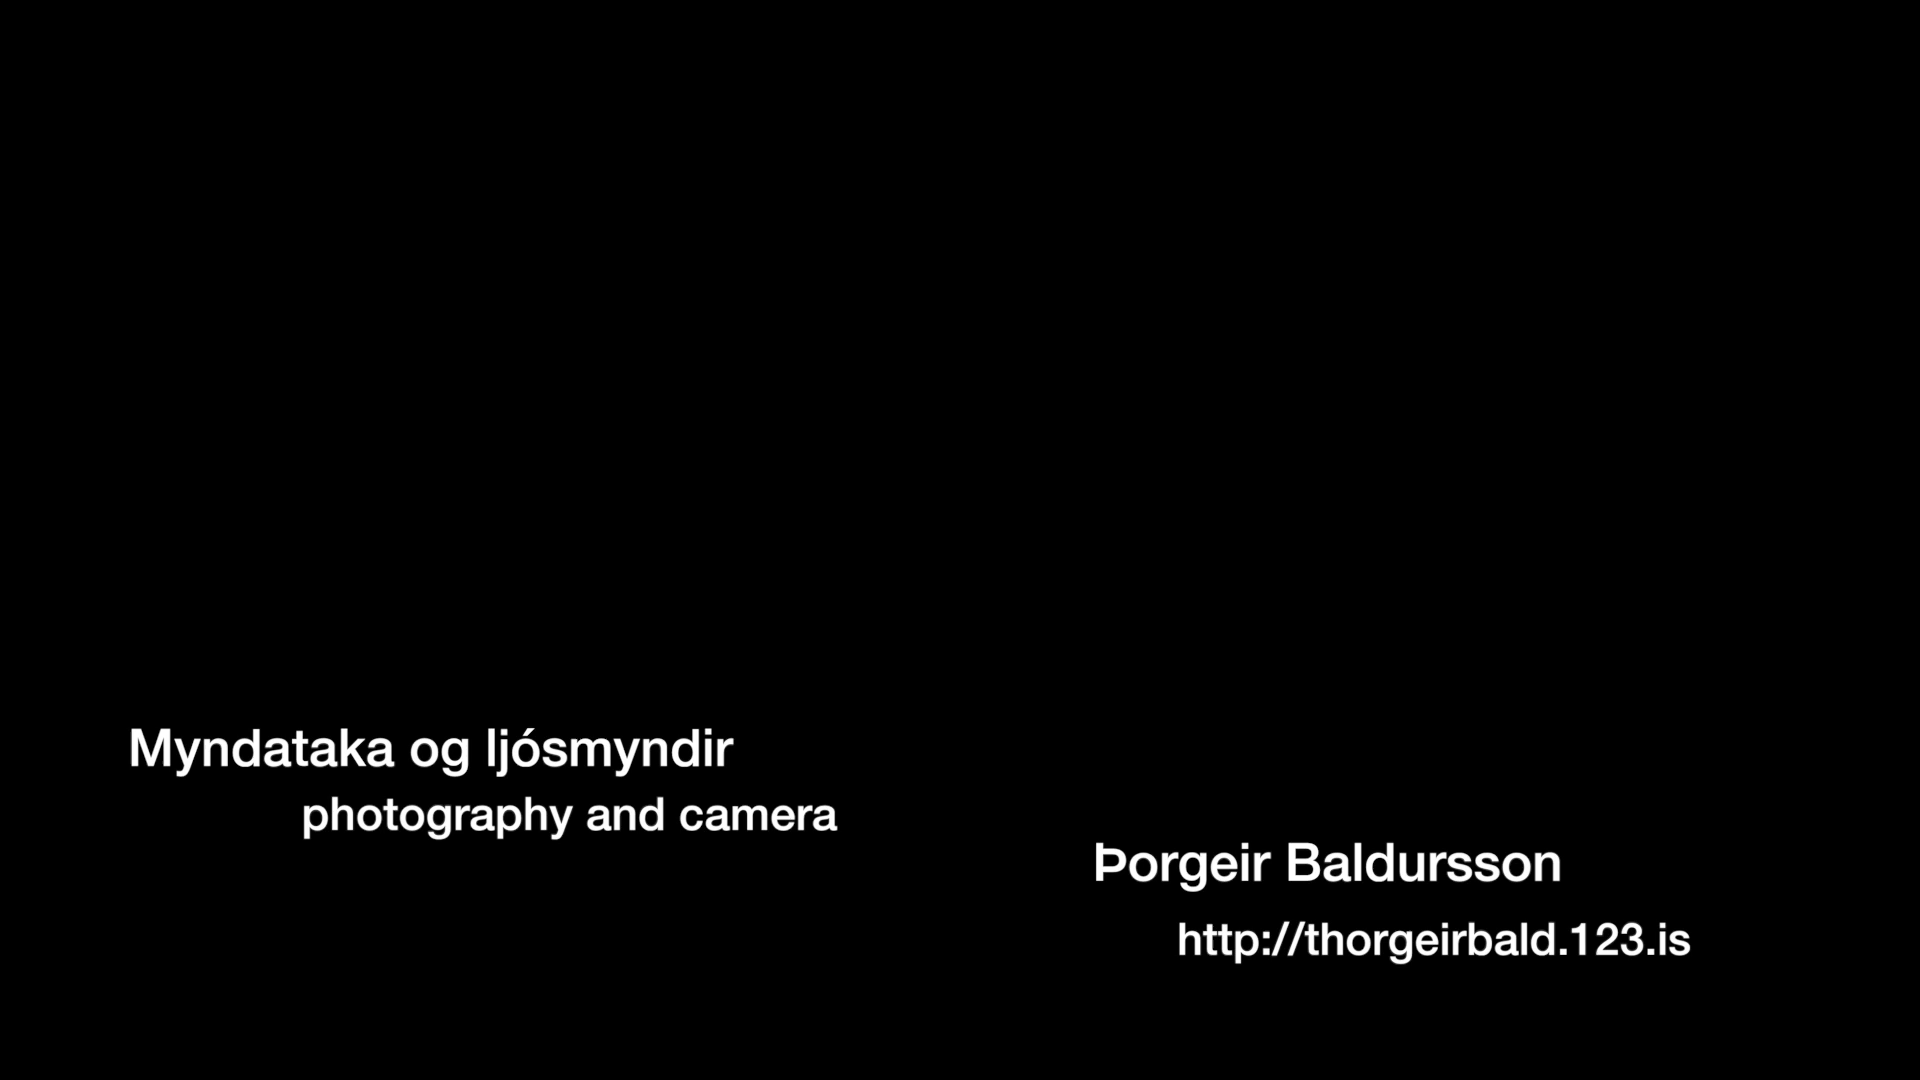 Myndataka og ljósmyndir
photography and camera
Þorgeir Baldursson
http://thorgeirbald.123.is